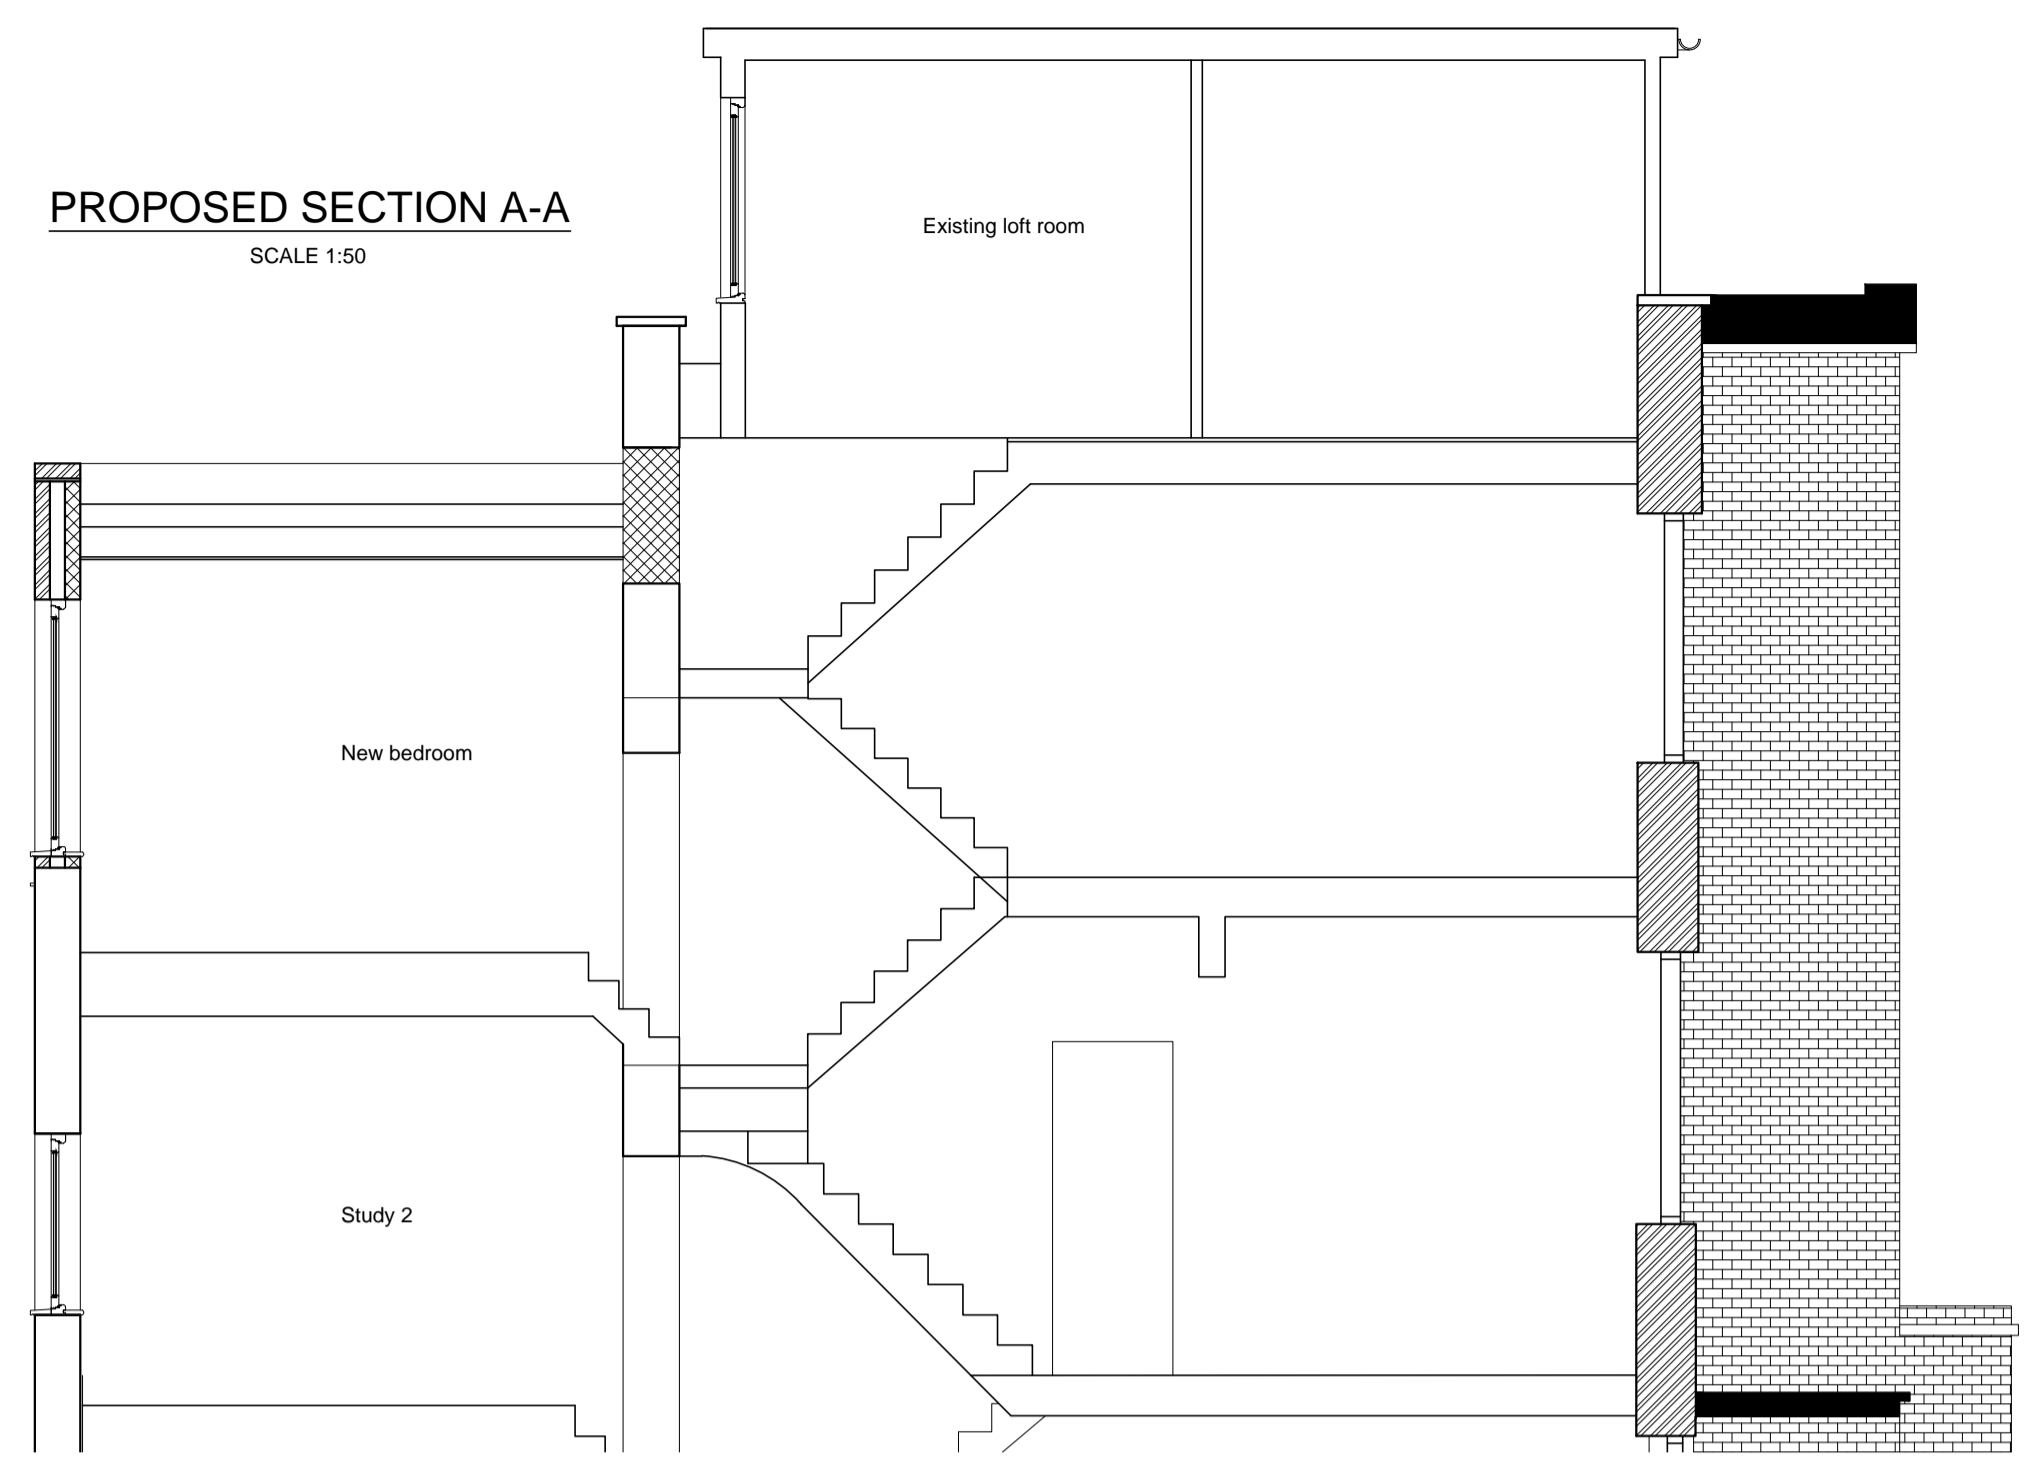 PROPOSED SECTION A-A
SCALE 1:50
Existing loft room
New bedroom
Study 2